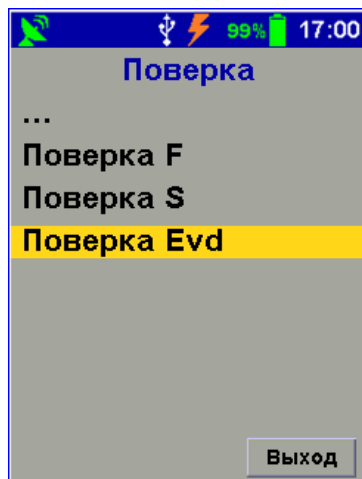 99% 17:00
Поверка
...
Поверка F
Поверка S
Поверка Evd
Выход